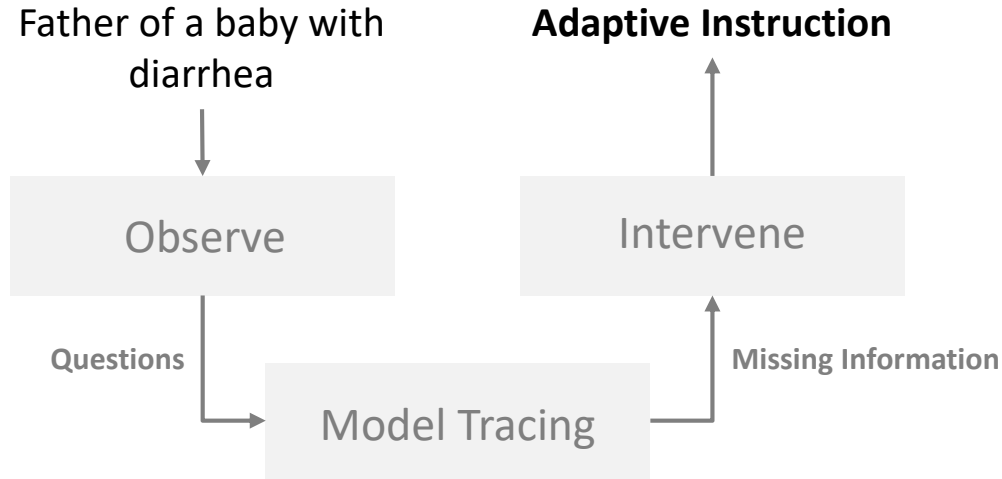 Father of a baby with
diarrhea
Adaptive Instruction
Observe
Intervene
Questions
Missing Information
Model Tracing